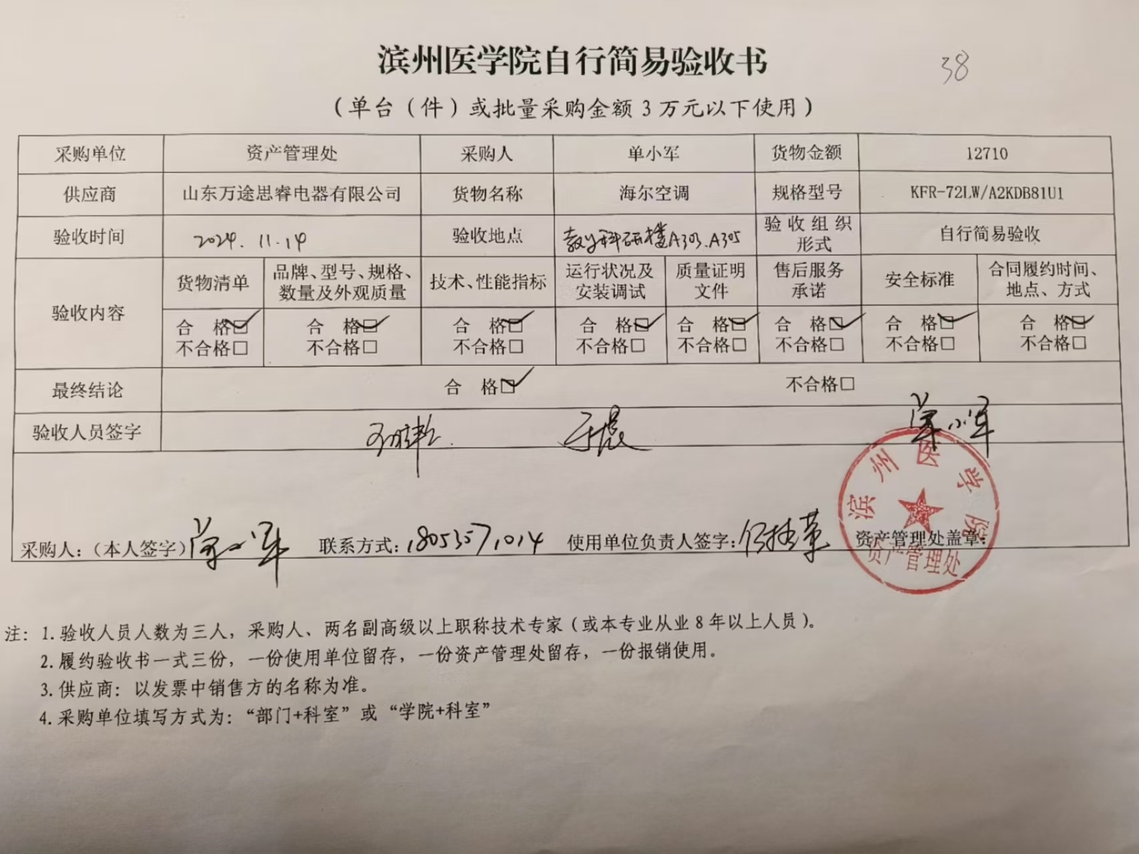 滨州医学院自行简易验收书
38
（单台（件）或批量采购金额3万元以下使用）
采购单位 资产管理处 采购人 单小军 货物金额 12710
供应商 山东万途思睿电器有限公司 货物名称 海尔空调 规格型号 KFR-72LW/A2KDB81U1
验收时间 2024.11.14 验收地点 教学科研楼A303.A305 验收组织形式 自行简易验收
验收内容 货物清单 品牌、型号、规格、数量及外观质量 技术、性能指标 运行状况及安装调试 质量证明文件 售后服务承诺 安全标准 合同履约时间、地点、方式
合 格☑ 合 格☑ 合 格☑ 合 格☑ 合 格☑ 合 格☑ 合 格☑ 合 格☑
不合格□ 不合格□ 不合格□ 不合格□ 不合格□ 不合格□ 不合格□ 不合格□
最终结论 合 格☑ 不合格□
验收人员签字 于晨 单小军
采购人：（本人签字）单小军 联系方式：18053571014 使用单位负责人签字： 资产管理处盖章：
滨州医学院
资产管理处
注：1.验收人员人数为三人，采购人、两名副高级以上职称技术专家（或本专业从业8年以上人员）。
2.履约验收书一式三份，一份使用单位留存，一份资产管理处留存，一份报销使用。
3.供应商：以发票中销售方的名称为准。
4.采购单位填写方式为：“部门+科室”或“学院+科室”